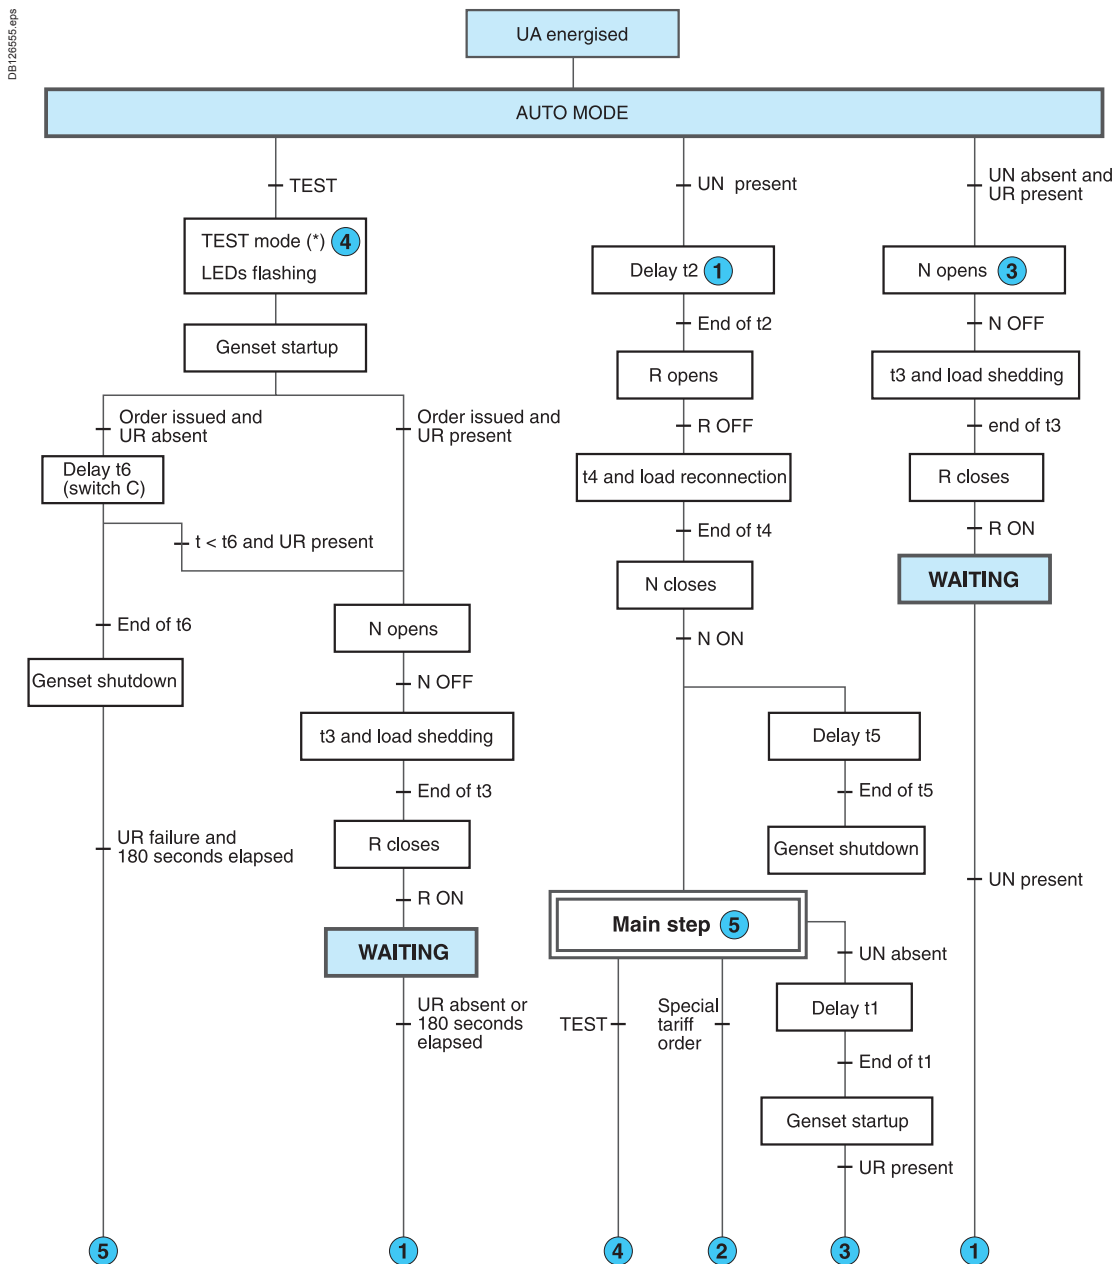 DB126555.eps
UA energised
AUTO MODE
TEST
TEST mode (*) 4
LEDs flashing
Genset startup
Order issued and
UR absent
Order issued and
UR present
Delay t6
(switch C)
t < t6 and UR present
End of t6
Genset shutdown
UR failure and
180 seconds elapsed
5
N opens
N OFF
t3 and load shedding
End of t3
R closes
R ON
WAITING
UR absent or
180 seconds
elapsed
1
UN present
Delay t2 1
End of t2
R opens
R OFF
t4 and load reconnection
End of t4
N closes
N ON
Delay t5
End of t5
Genset shutdown
Main step 5
TEST
4
Special
tariff
order
2
UN absent
Delay t1
End of t1
Genset startup
UR present
3
UN absent and
UR present
N opens 3
N OFF
t3 and load shedding
end of t3
R closes
R ON
WAITING
UN present
1